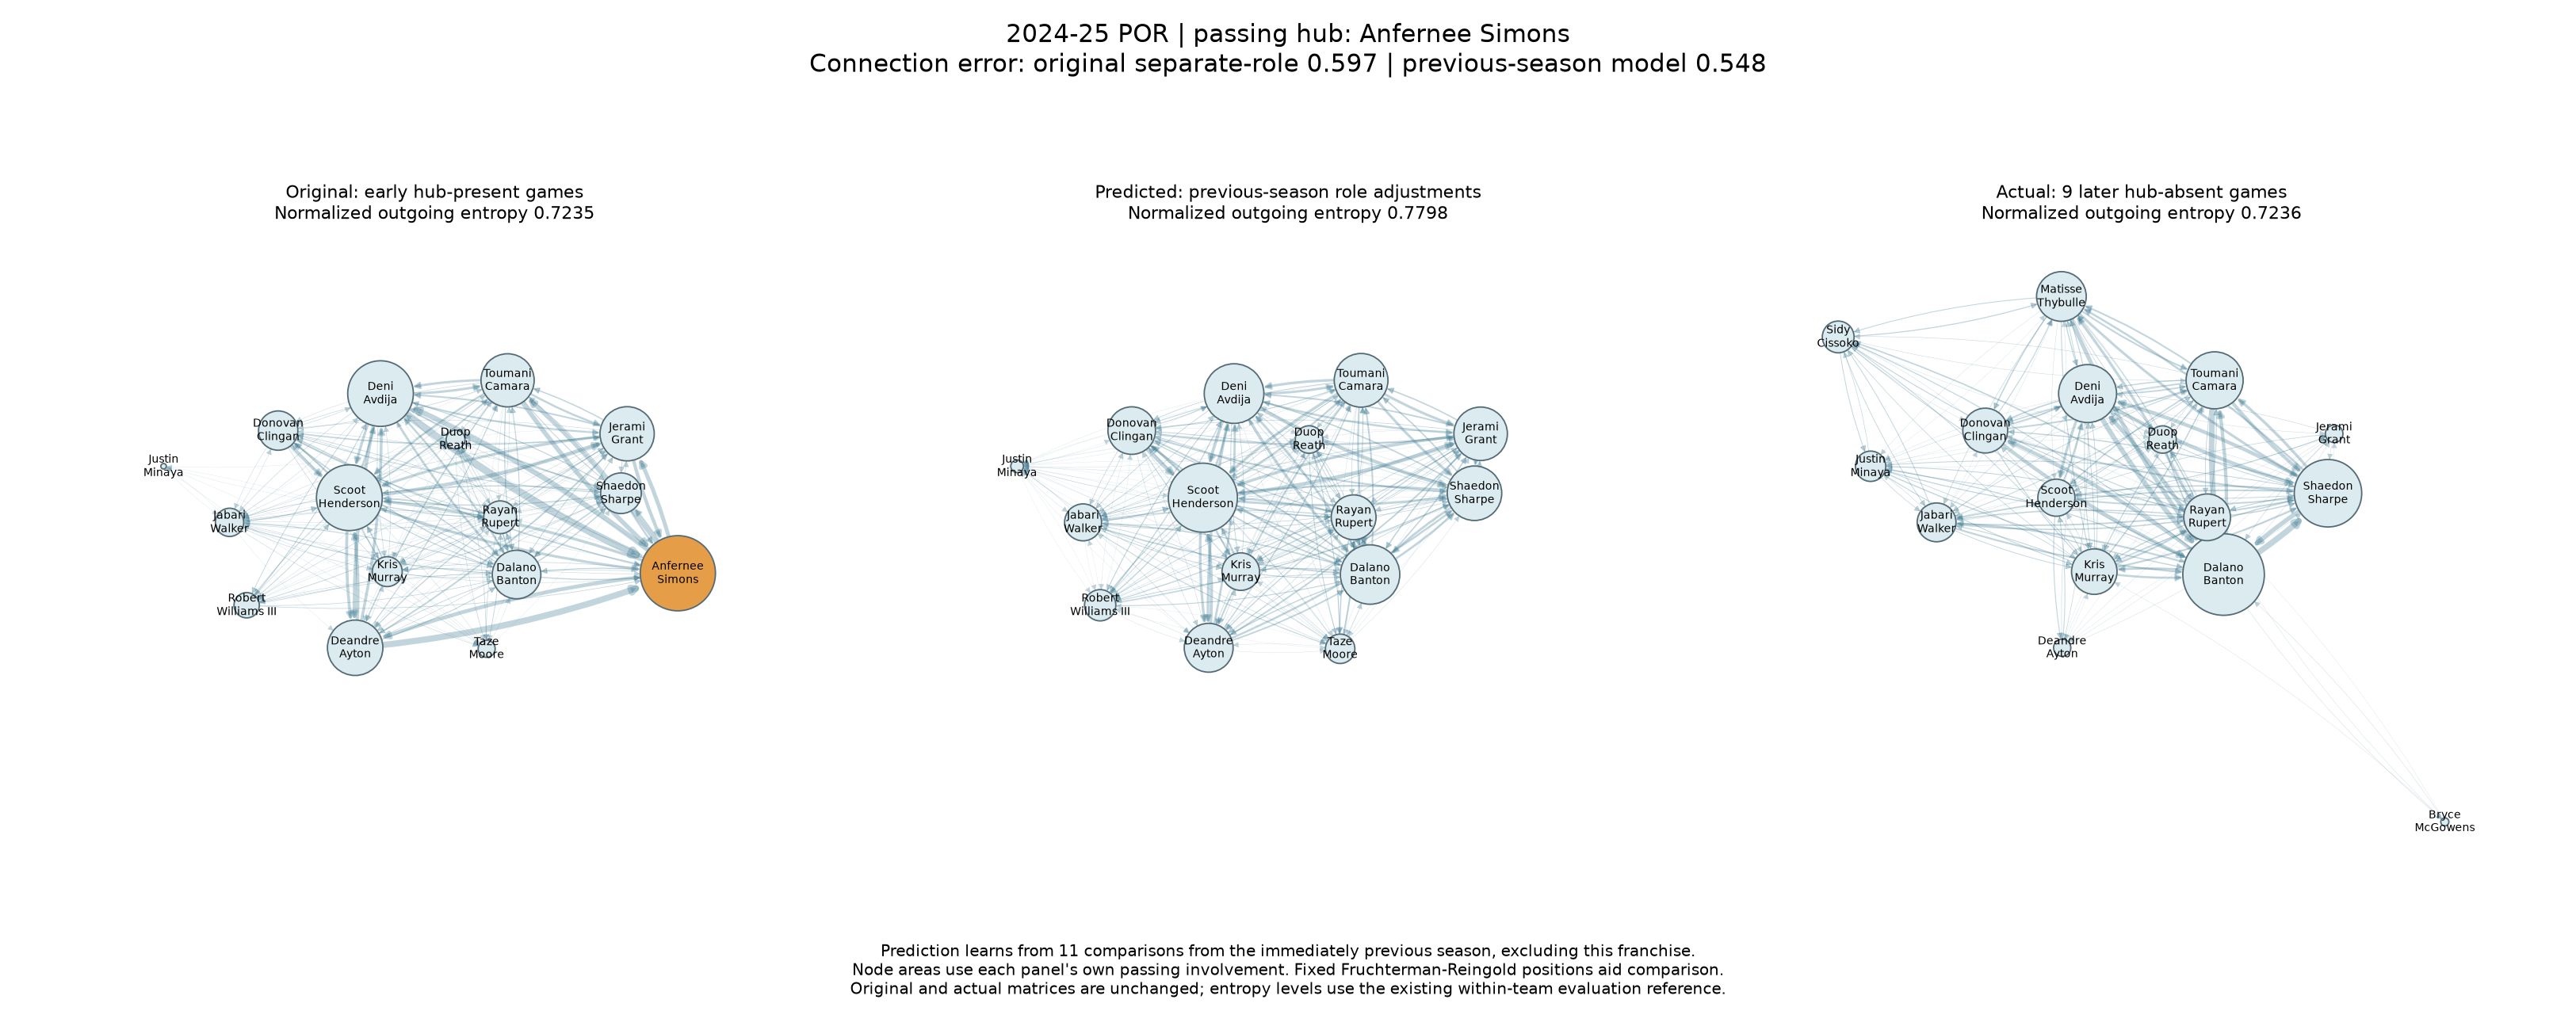 2024-25 POR | passing hub: Anfernee Simons
Connection error: original separate-role 0.597 | previous-season model 0.548
Original: early hub-present games
Normalized outgoing entropy 0.7235
Deni
Avdija
Toumani
Camara
Donovan
Clingan
Duop
Reath
Jerami
Grant
Justin
Minaya
Scoot
Henderson
Shaedon
Sharpe
Jabari
Walker
Rayan
Rupert
Kris
Murray
Dalano
Banton
Anfernee
Simons
Robert
Williams III
Deandre
Ayton
Taze
Moore
Predicted: previous-season role adjustments
Normalized outgoing entropy 0.7798
Deni
Avdija
Toumani
Camara
Donovan
Clingan
Duop
Reath
Jerami
Grant
Justin
Minaya
Scoot
Henderson
Shaedon
Sharpe
Jabari
Walker
Rayan
Rupert
Kris
Murray
Dalano
Banton
Robert
Williams III
Deandre
Ayton
Taze
Moore
Actual: 9 later hub-absent games
Normalized outgoing entropy 0.7236
Matisse
Thybulle
Sidy
Cissoko
Deni
Avdija
Toumani
Camara
Donovan
Clingan
Duop
Reath
Jerami
Grant
Justin
Minaya
Scoot
Henderson
Shaedon
Sharpe
Jabari
Walker
Rayan
Rupert
Kris
Murray
Dalano
Banton
Deandre
Ayton
Bryce
McGowens
Prediction learns from 11 comparisons from the immediately previous season, excluding this franchise.
Node areas use each panel's own passing involvement. Fixed Fruchterman-Reingold positions aid comparison.
Original and actual matrices are unchanged; entropy levels use the existing within-team evaluation reference.